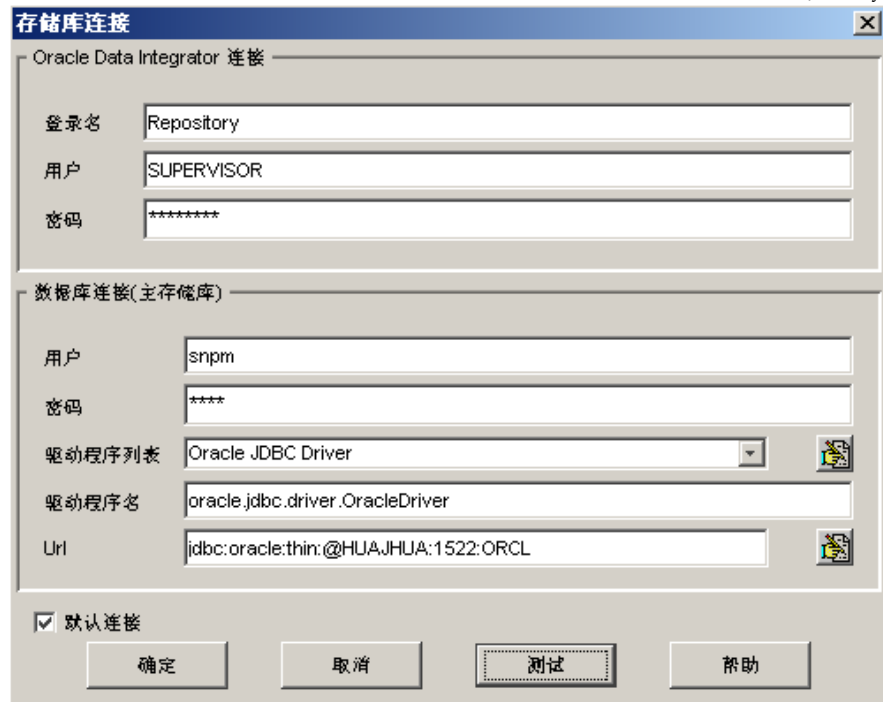 存储库连接
Oracle Data Integrator 连接
登录名 Repository
用户 SUPERVISOR
密码 ********
数据库连接(主存储库)
用户 snpm
密码 ****
驱动程序列表 Oracle JDBC Driver
驱动程序名 oracle.jdbc.driver.OracleDriver
Url jdbc:oracle:thin:@HUAJHUA:1522:ORCL
默认连接
确定 取消 测试 帮助